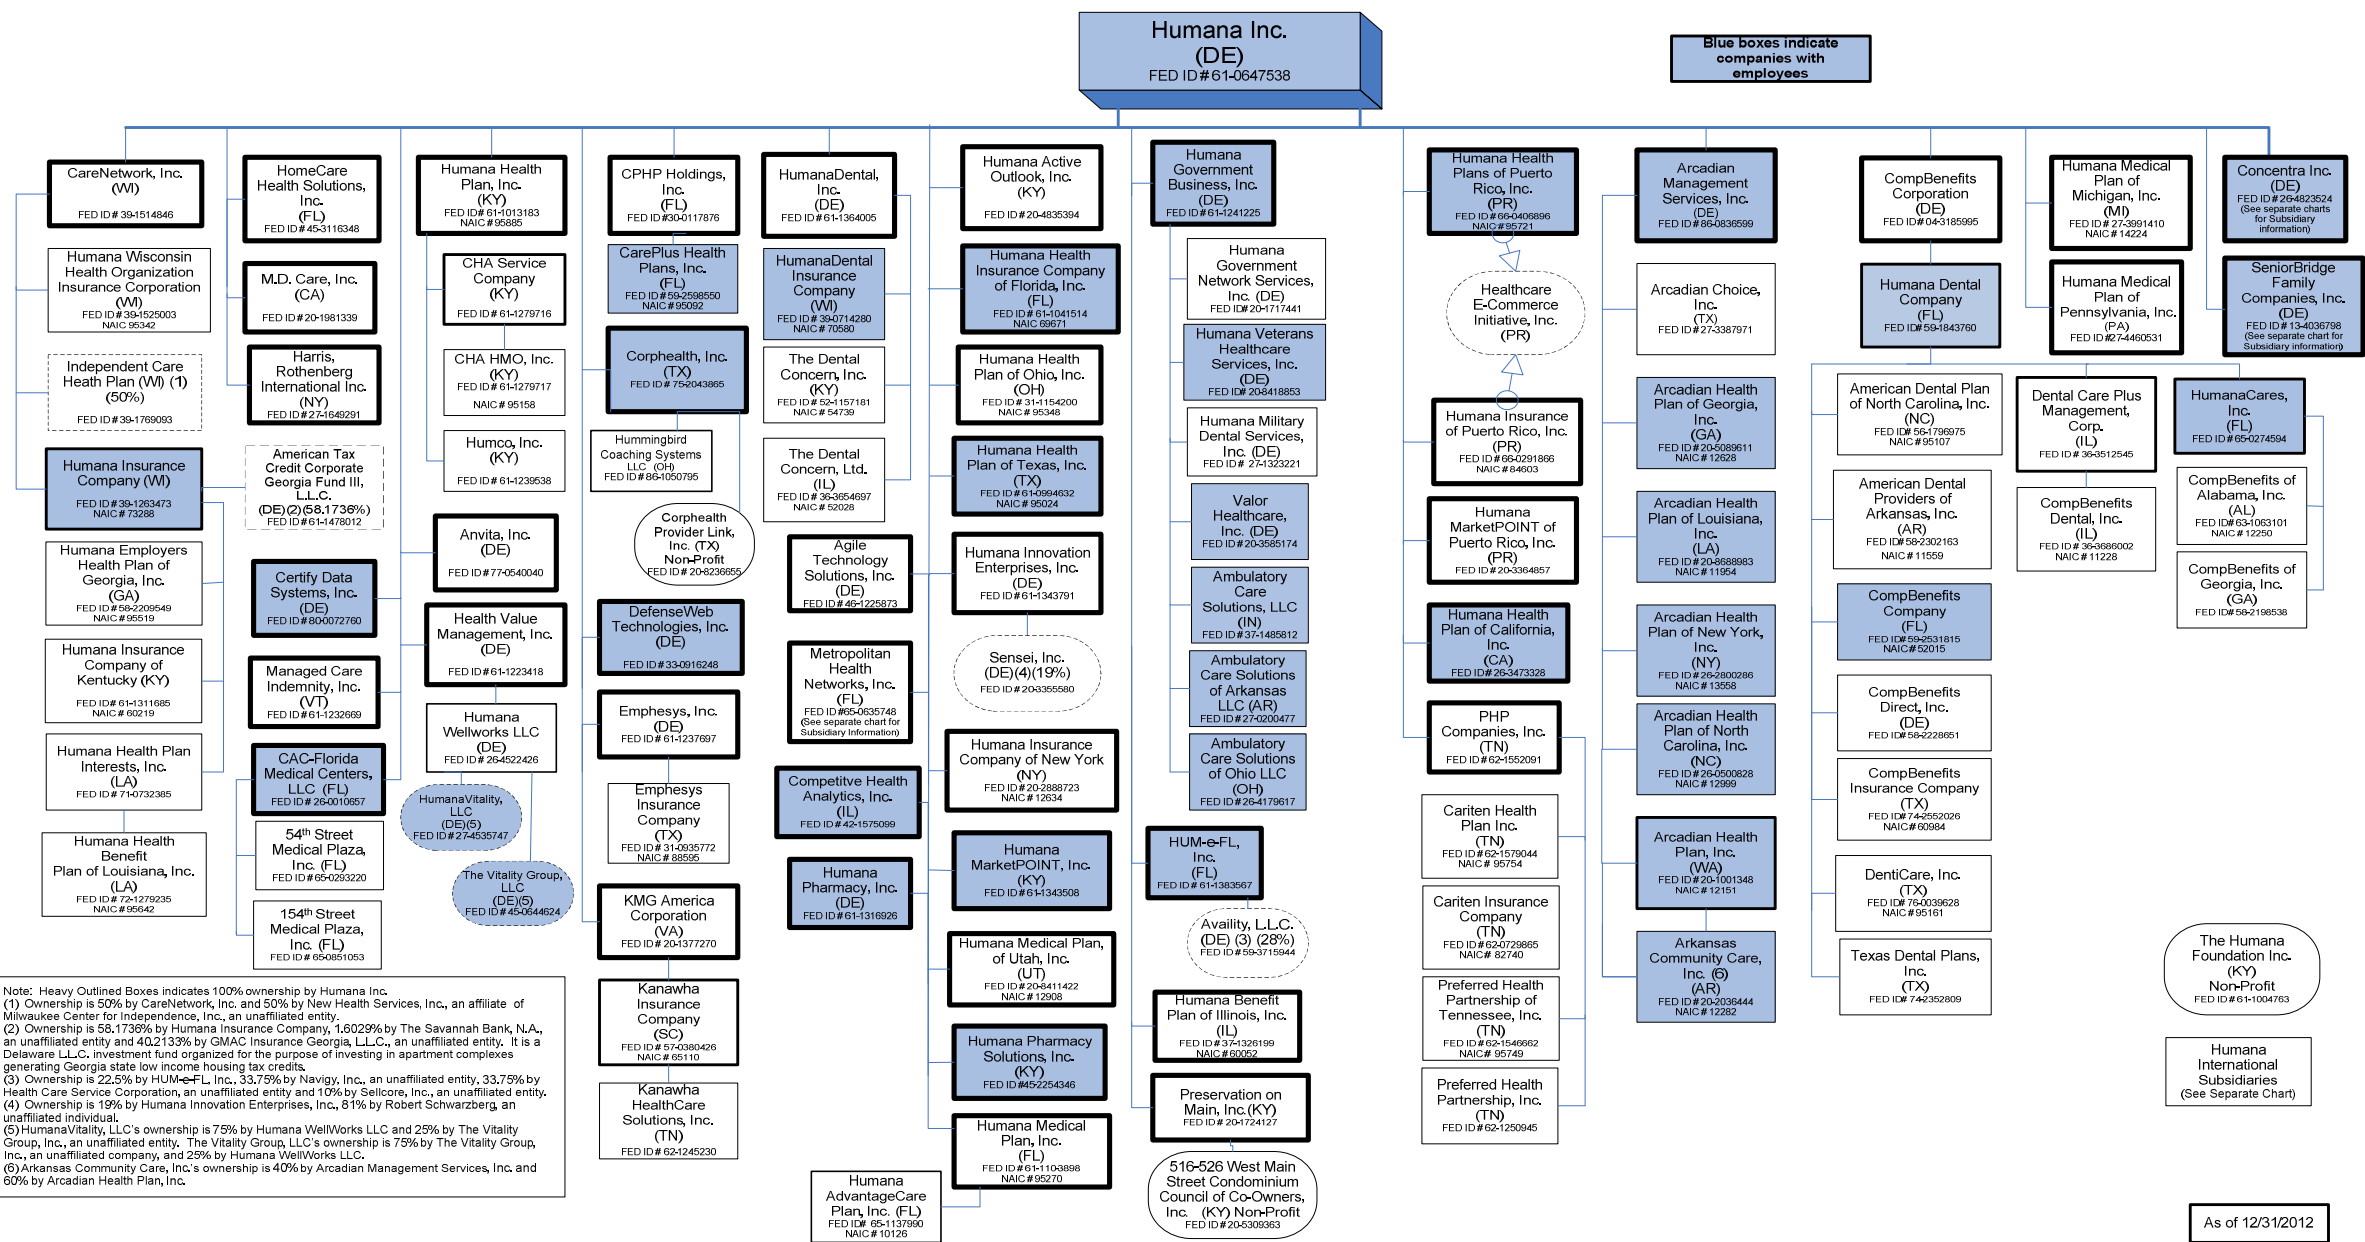 Humana Inc.
(DE)
FED ID# 61-0647538
Blue boxes indicate
companies with
employees
CareNetwork, Inc.
(WI)
FED ID# 39-1514846
Humana Wisconsin
Health Organization
Insurance Corporation
(WI)
FED ID# 39-1525003
NAIC 95342
Independent Care
Heath Plan (WI) (1)
(50%)
FED ID# 39-1769093
Humana Insurance
Company (WI)
FED ID# 39-1263473
NAIC # 73288
Humana Employers
Health Plan of
Georgia, Inc.
(GA)
FED ID# 58-2209549
NAIC # 95519
Humana Insurance
Company of
Kentucky (KY)
FED ID# 61-1311685
NAIC # 60219
Humana Health Plan
Interests, Inc.
(LA)
FED ID# 71-0732385
Humana Health
Benefit
Plan of Louisiana, Inc.
(LA)
FED ID# 72-1279235
NAIC # 95642
HomeCare
Health Solutions,
Inc.
(FL)
FED ID# 45-3116348
M.D. Care, Inc.
(CA)
FED ID# 20-1981339
Harris,
Rothenberg
International Inc.
(NY)
FED ID# 27-1649291
American Tax
Credit Corporate
Georgia Fund III,
L.L.C.
(DE)(2)(58.1736%)
FED ID# 61-1478012
Certify Data
Systems, Inc.
(DE)
FED ID# 80-0072760
Managed Care
Indemnity, Inc.
(VT)
FED ID# 61-1232669
CAC-Florida
Medical Centers,
LLC (FL)
FED ID# 26-0010657
54th Street
Medical Plaza,
Inc. (FL)
FED ID# 65-0293220
154th Street
Medical Plaza,
Inc. (FL)
FED ID# 65-0851053
Humana Health
Plan, Inc.
(KY)
FED ID# 61-1013183
NAIC # 95885
CHA Service
Company
(KY)
FED ID# 61-1279716
CHA HMO, Inc.
(KY)
FED ID# 61-1279717
NAIC # 95158
Humco, Inc.
(KY)
FED ID# 61-1239538
Anvita, Inc.
(DE)
FED ID# 77-0540040
Health Value
Management, Inc.
(DE)
FED ID# 61-1223418
Humana
Wellworks LLC
(DE)
FED ID# 26-4522426
HumanaVitality,
LLC
(DE)(5)
FED ID# 27-4535747
The Vitality Group,
LLC
(DE)(5)
FED ID# 45-0644624
CPHP Holdings,
Inc.
(FL)
FED ID #30-0117876
CarePlus Health
Plans, Inc.
(FL)
FED ID# 59-2598550
NAIC # 95092
Corphealth, Inc.
(TX)
FED ID# 75-2043865
Hummingbird
Coaching Systems
LLC (OH)
FED ID# 86-1050795
Corphealth
Provider Link,
Inc. (TX)
Non-Profit
FED ID# 20-8236655
DefenseWeb
Technologies, Inc.
(DE)
FED ID# 33-0916248
Emphesys, Inc.
(DE)
FED ID# 61-1237697
Emphesys
Insurance
Company
(TX)
FED ID# 31-0935772
NAIC # 88595
KMG America
Corporation
(VA)
FED ID# 20-1377270
Kanawha
Insurance
Company
(SC)
FED ID# 57-0380426
NAIC # 65110
Kanawha
HealthCare
Solutions, Inc.
(TN)
FED ID# 62-1245230
HumanaDental,
Inc.
(DE)
FED ID# 61-1364005
HumanaDental
Insurance
Company
(WI)
FED ID# 39-0714280
NAIC # 70580
The Dental
Concern, Inc.
(KY)
FED ID# 52-1157181
NAIC # 54739
The Dental
Concern, Ltd.
(IL)
FED ID# 36-3654697
NAIC # 52028
Agile
Technology
Solutions, Inc.
(DE)
FED ID# 46-1225873
Metropolitan
Health
Networks, Inc.
(FL)
FED ID#65-0635748
(See separate chart for
Subsidiary Information)
Competitve Health
Analytics, Inc.
(IL)
FED ID# 42-1575099
Humana
Pharmacy, Inc.
(DE)
FED ID# 61-1316926
Humana Active
Outlook, Inc.
(KY)
FED ID# 20-4835394
Humana Health
Insurance Company
of Florida, Inc.
(FL)
FED ID# 61-1041514
NAIC 69671
Humana Health
Plan of Ohio, Inc.
(OH)
FED ID# 31-1154200
NAIC # 95348
Humana Health
Plan of Texas, Inc.
(TX)
FED ID# 61-0994632
NAIC # 95024
Humana Innovation
Enterprises, Inc.
(DE)
FED ID# 61-1343791
Sensei, Inc.
(DE)(4)(19%)
FED ID# 20-3355580
Humana Insurance
Company of New York
(NY)
FED ID# 20-2888723
NAIC # 12634
Humana
MarketPOINT, Inc.
(KY)
FED ID# 61-1343508
Humana Medical Plan,
of Utah, Inc.
(UT)
FED ID# 20-8411422
NAIC # 12908
Humana Pharmacy
Solutions, Inc.
(KY)
FED ID#45-2254346
Humana Medical
Plan, Inc.
(FL)
FED ID# 61-110-3898
NAIC # 95270
Humana
AdvantageCare
Plan, Inc. (FL)
FED ID# 65-1137990
NAIC # 10126
Humana
Government
Business, Inc.
(DE)
FED ID# 61-1241225
Humana
Government
Network Services,
Inc. (DE)
FED ID# 20-1717441
Humana Veterans
Healthcare
Services, Inc.
(DE)
FED ID# 20-8418853
Humana Military
Dental Services,
Inc. (DE)
FED ID# 27-1323221
Valor
Healthcare,
Inc. (DE)
FED ID# 20-3585174
Ambulatory
Care
Solutions, LLC
(IN)
FED ID# 37-1485812
Ambulatory
Care Solutions
of Arkansas
LLC (AR)
FED ID# 27-0200477
Ambulatory
Care Solutions
of Ohio LLC
(OH)
FED ID# 26-4179617
HUM-e-FL,
Inc.
(FL)
FED ID# 61-1383567
Availity, L.L.C.
(DE) (3) (28%)
FED ID# 59-3715944
Humana Benefit
Plan of Illinois, Inc.
(IL)
FED ID# 37-1326199
NAIC # 60052
Preservation on
Main, Inc.(KY)
FED ID# 20-1724127
516-526 West Main
Street Condominium
Council of Co-Owners,
Inc. (KY) Non-Profit
FED ID# 20-5309363
Humana Health
Plans of Puerto
Rico, Inc.
(PR)
FED ID# 66-0406896
NAIC # 95721
Healthcare
E-Commerce
Initiative, Inc.
(PR)
Humana Insurance
of Puerto Rico, Inc.
(PR)
FED ID# 66-0291866
NAIC # 84603
Humana
MarketPOINT of
Puerto Rico, Inc.
(PR)
FED ID# 20-3364857
Humana Health
Plan of California,
Inc.
(CA)
FED ID# 26-3473328
PHP
Companies, Inc.
(TN)
FED ID# 62-1552091
Cariten Health
Plan Inc.
(TN)
FED ID# 62-1579044
NAIC # 95754
Cariten Insurance
Company
(TN)
FED ID# 62-0729865
NAIC # 82740
Preferred Health
Partnership of
Tennessee, Inc.
(TN)
FED ID# 62-1546662
NAIC # 95749
Preferred Health
Partnership, Inc.
(TN)
FED ID# 62-1250945
Arcadian
Management
Services, Inc.
(DE)
FED ID# 86-0836599
Arcadian Choice,
Inc.
(TX)
FED ID# 27-3387971
Arcadian Health
Plan of Georgia,
Inc.
(GA)
FED ID# 20-5089611
NAIC # 12628
Arcadian Health
Plan of Louisiana,
Inc.
(LA)
FED ID# 20-8688983
NAIC# 11954
Arcadian Health
Plan of New York,
Inc.
(NY)
FED ID# 26-2800286
NAIC # 13558
Arcadian Health
Plan of North
Carolina, Inc.
(NC)
FED ID# 26-0500828
NAIC # 12999
Arcadian Health
Plan, Inc.
(WA)
FED ID# 20-1001348
NAIC # 12151
Arkansas
Community Care,
Inc. (6)
(AR)
FED ID# 20-2036444
NAIC # 12282
CompBenefits
Corporation
(DE)
FED ID# 04-3185995
Humana Dental
Company
(FL)
FED ID# 59-1843760
American Dental Plan
of North Carolina, Inc.
(NC)
FED ID# 56-1796975
NAIC # 95107
American Dental
Providers of
Arkansas, Inc.
(AR)
FED ID# 58-2302163
NAIC # 11559
CompBenefits
Company
(FL)
FED ID# 59-2531815
NAIC #52015
CompBenefits
Direct, Inc.
(DE)
FED ID# 58-2228651
CompBenefits
Insurance Company
(TX)
FED ID# 74-2552026
NAIC # 60984
DentiCare, Inc.
(TX)
FED ID# 76-0039628
NAIC # 95161
Texas Dental Plans,
Inc.
(TX)
FED ID# 74-2352809
Humana Medical
Plan of
Michigan, Inc.
(MI)
FED ID# 27-3991410
NAIC # 14224
Humana Medical
Plan of
Pennsylvania, Inc.
(PA)
FED ID #27-4460531
Dental Care Plus
Management,
Corp.
(IL)
FED ID# 36-3512545
CompBenefits
Dental, Inc.
(IL)
FED ID# 36-3686002
NAIC # 11228
Concentra Inc.
(DE)
FED ID# 26-4823524
(See separate charts
for Subsidiary
information)
SeniorBridge
Family
Companies, Inc.
(DE)
FED ID# 13-4036798
(See separate chart for
Subsidiary information)
HumanaCares,
Inc.
(FL)
FED ID# 65-0274594
CompBenefits of
Alabama, Inc.
(AL)
FED ID# 63-1063101
NAIC # 12250
CompBenefits of
Georgia, Inc.
(GA)
FED ID# 58-2198538
The Humana
Foundation Inc.
(KY)
Non-Profit
FED ID# 61-1004763
Humana
International
Subsidiaries
(See Separate Chart)
Note: Heavy Outlined Boxes indicates 100% ownership by Humana Inc.
(1) Ownership is 50% by CareNetwork, Inc. and 50% by New Health Services, Inc., an affiliate of
Milwaukee Center for Independence, Inc., an unaffiliated entity.
(2) Ownership is 58.1736% by Humana Insurance Company, 1.6029% by The Savannah Bank, N.A.,
an unaffiliated entity and 40.2133% by GMAC Insurance Georgia, L.L.C., an unaffiliated entity. It is a
Delaware L.L.C. investment fund organized for the purpose of investing in apartment complexes
generating Georgia state low income housing tax credits.
(3) Ownership is 22.5% by HUM-e-FL, Inc., 33.75% by Navigy, Inc., an unaffiliated entity, 33.75% by
Health Care Service Corporation, an unaffiliated entity and 10% by Sellcore, Inc., an unaffiliated entity.
(4) Ownership is 19% by Humana Innovation Enterprises, Inc., 81% by Robert Schwarzberg, an
unaffiliated individual.
(5) HumanaVitality, LLC's ownership is 75% by Humana WellWorks LLC and 25% by The Vitality
Group, Inc., an unaffiliated entity. The Vitality Group, LLC's ownership is 75% by The Vitality Group,
Inc., an unaffiliated company, and 25% by Humana WellWorks LLC.
(6) Arkansas Community Care, Inc.'s ownership is 40% by Arcadian Management Services, Inc. and
60% by Arcadian Health Plan, Inc.
As of 12/31/2012